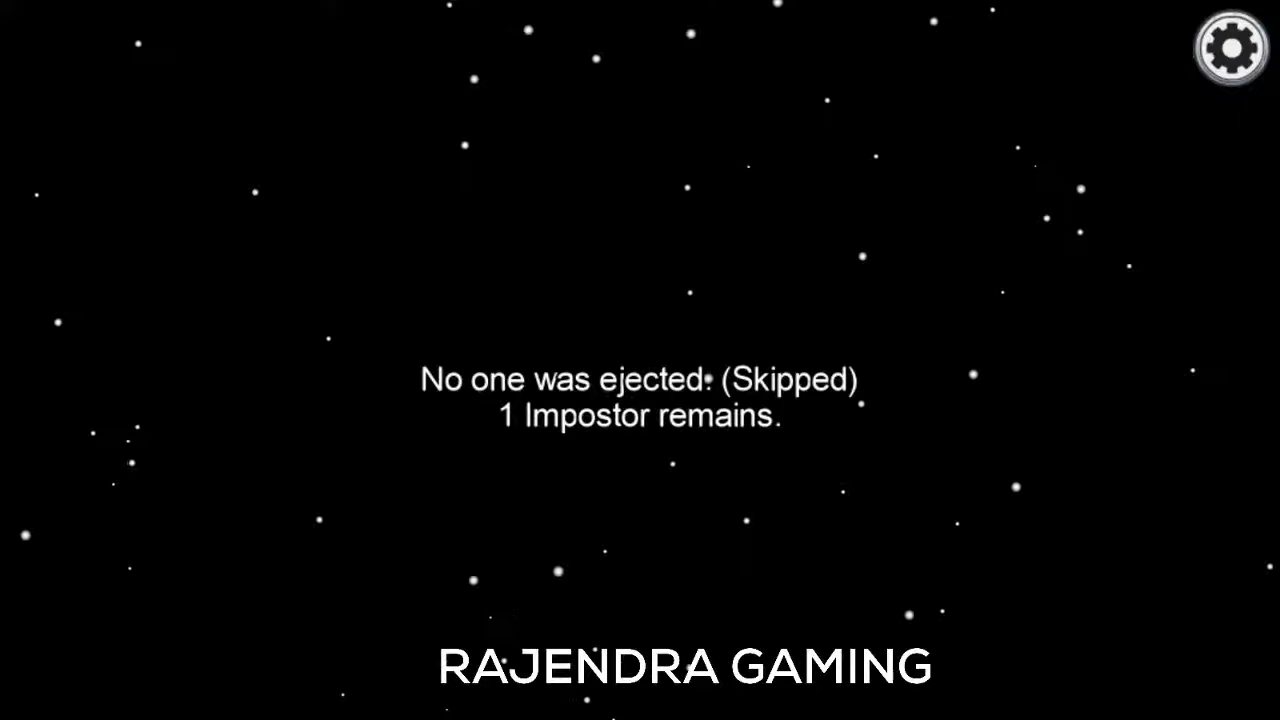 No one was ejected. (Skipped)
1 Impostor remains.
RAJENDRA GAMING